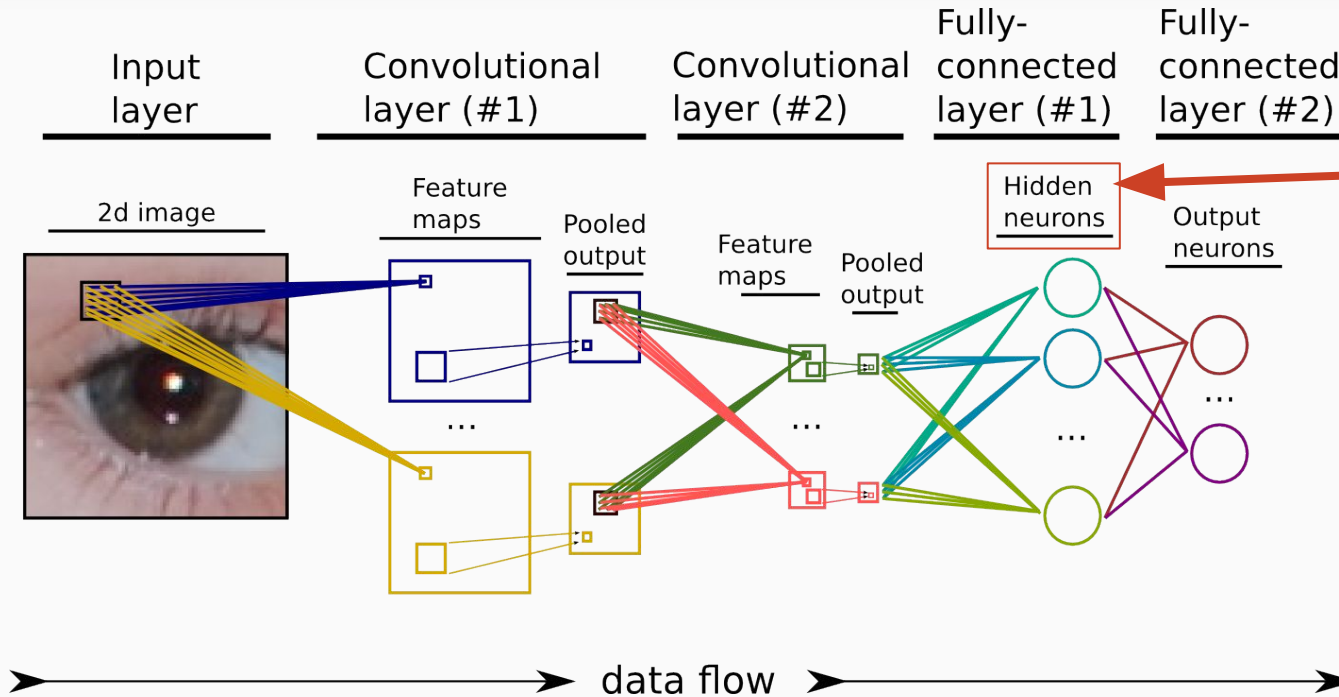 Input
layer
Convolutional
layer (#1)
Convolutional
layer (#2)
Fully-
connected
layer (#1)
Fully-
connected
layer (#2)
2d image
Feature
maps
Pooled
output
Feature
maps
Pooled
output
Hidden
neurons
Output
neurons
...
...
...
...
data flow